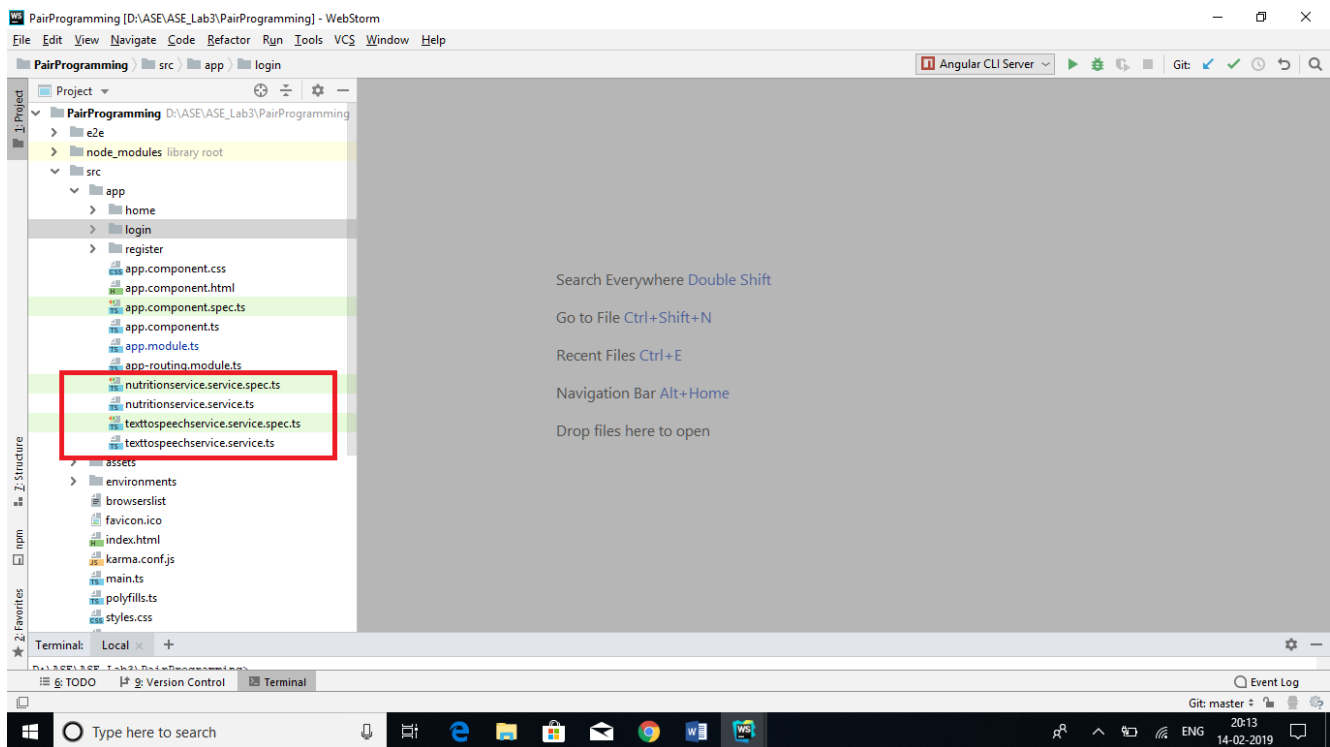 PairProgramming [D:\ASE\ASE_Lab3\PairProgramming] - WebStorm
File Edit View Navigate Code Refactor Run Tools VCS Window Help
PairProgramming src app login
Angular CLI Server
Git:
1: Project
Project
PairProgramming D:\ASE\ASE_Lab3\PairProgramming
e2e
node_modules library root
src
app
home
login
register
app.component.css
app.component.html
app.component.spec.ts
app.component.ts
app.module.ts
app-routing.module.ts
nutritionservice.service.spec.ts
nutritionservice.service.ts
texttospeechservice.service.spec.ts
texttospeechservice.service.ts
assets
environments
browserslist
favicon.ico
index.html
karma.conf.js
main.ts
polyfills.ts
styles.css
7: Structure
npm
2: Favorites
Search Everywhere Double Shift
Go to File Ctrl+Shift+N
Recent Files Ctrl+E
Navigation Bar Alt+Home
Drop files here to open
Terminal: Local × +
D:\ASE\ASE_Lab3\PairProgramming>
6: TODO 9: Version Control Terminal
Event Log
Git: master
Type here to search
ENG
20:13
14-02-2019